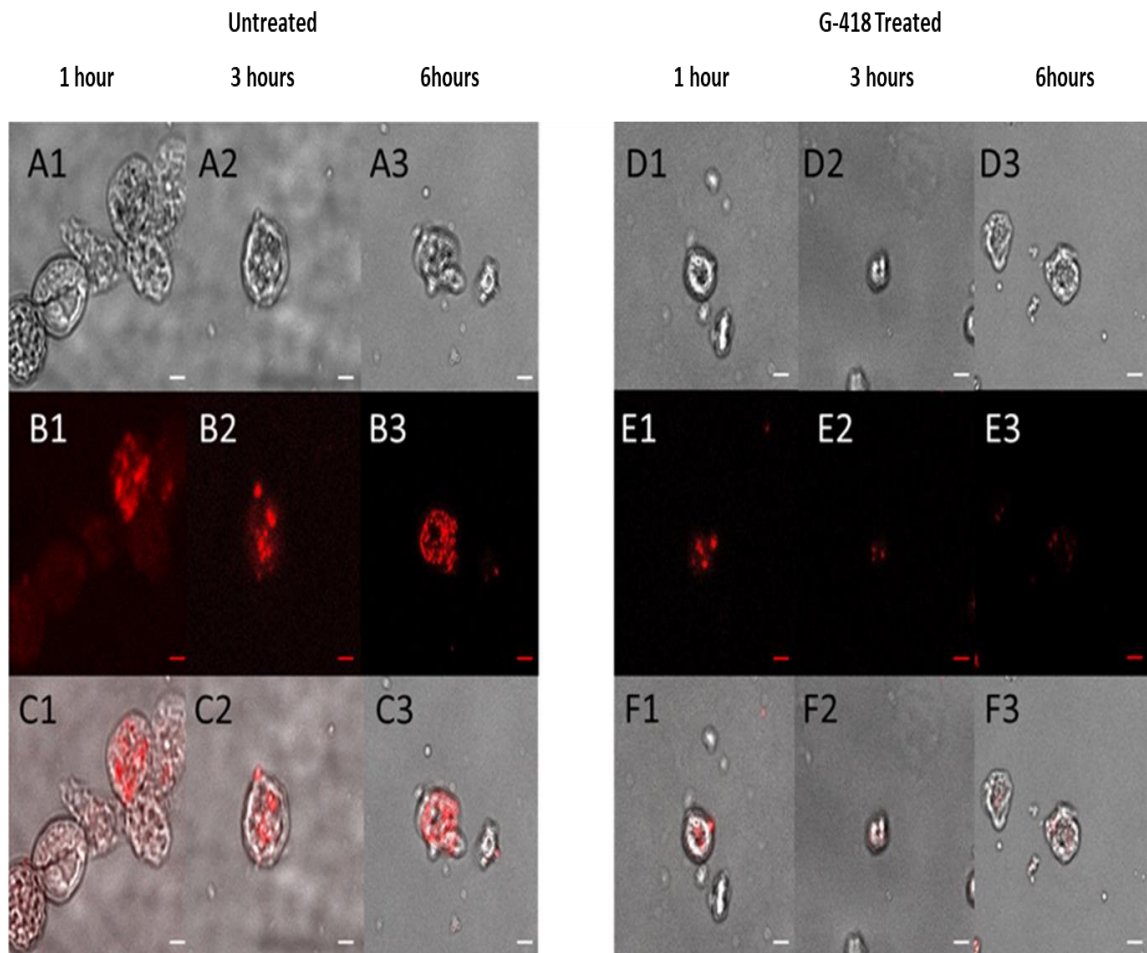 Untreated
G-418 Treated
1 hour 3 hours 6hours
1 hour 3 hours 6hours
A1 A2 A3
D1 D2 D3
B1 B2 B3
E1 E2 E3
C1 C2 C3
F1 F2 F3